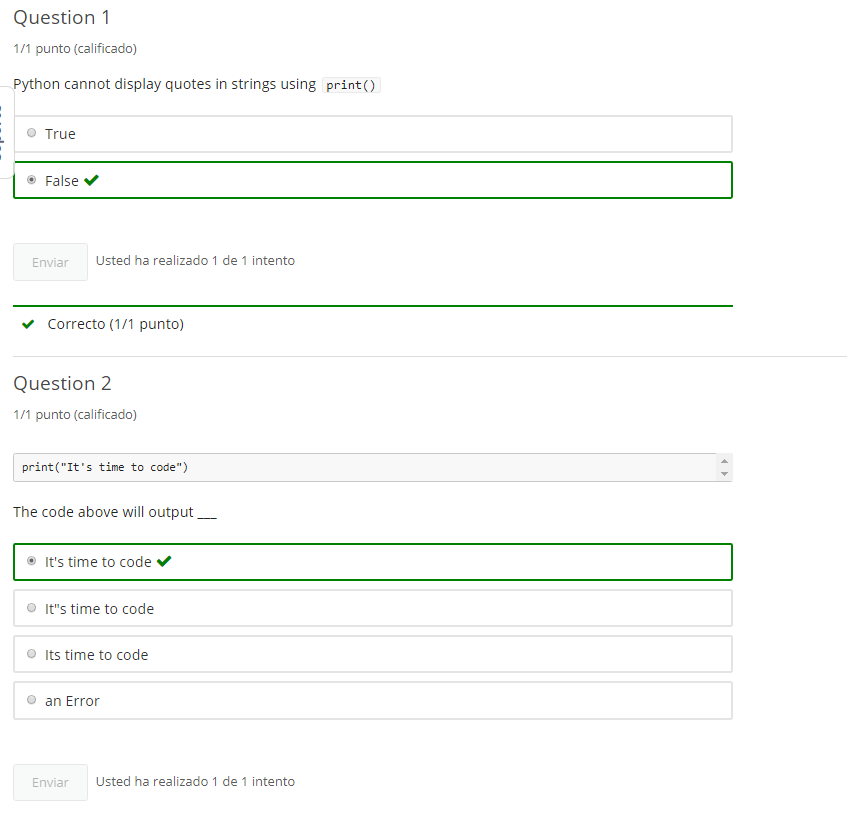 Question 1
1/1 punto (calificado)
Python cannot display quotes in strings using print()
True
False
Enviar
Usted ha realizado 1 de 1 intento
Correcto (1/1 punto)
Question 2
1/1 punto (calificado)
print("It's time to code")
The code above will output ___
It's time to code
It"s time to code
Its time to code
an Error
Enviar
Usted ha realizado 1 de 1 intento